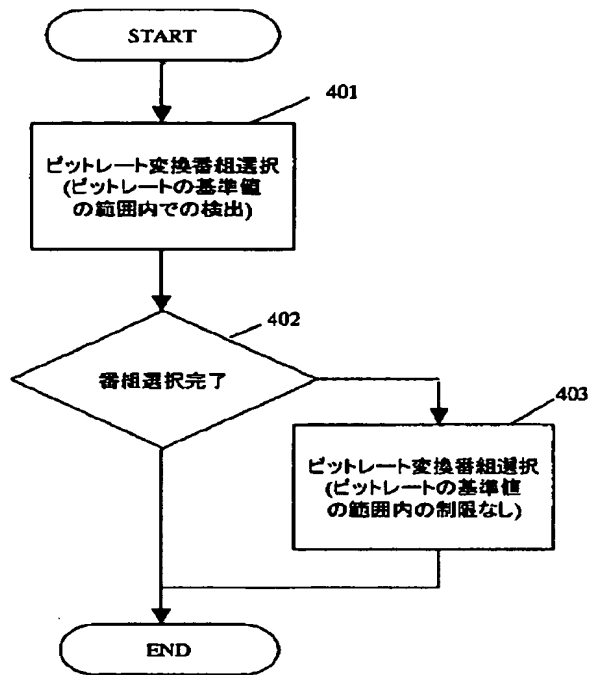 START
401
ビットレート変換番組選択
(ビットレートの基準値
の範囲内での検出)
402
番組選択完了
403
ビットレート変換番組選択
(ビットレートの基準値
の範囲内の制限なし)
END